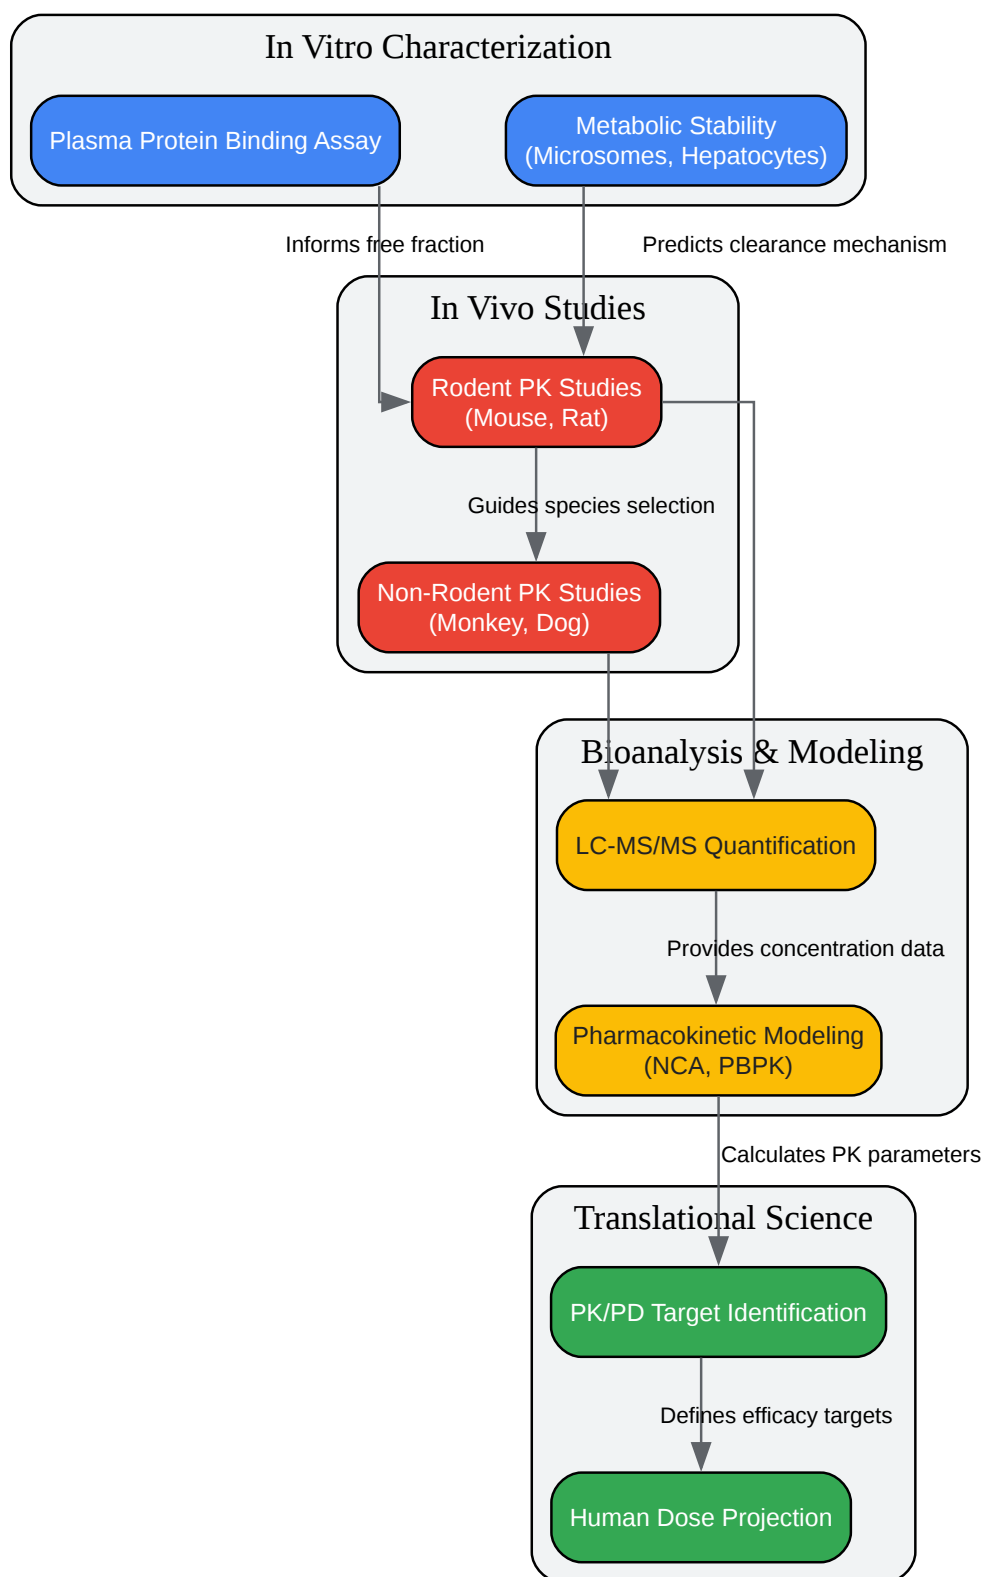 In Vitro Characterization
Plasma Protein Binding Assay
Metabolic Stability
(Microsomes, Hepatocytes)
Informs free fraction
Predicts clearance mechanism
In Vivo Studies
Rodent PK Studies
(Mouse, Rat)
Guides species selection
Non-Rodent PK Studies
(Monkey, Dog)
Bioanalysis & Modeling
LC-MS/MS Quantification
Provides concentration data
Pharmacokinetic Modeling
(NCA, PBPK)
Calculates PK parameters
Translational Science
PK/PD Target Identification
Defines efficacy targets
Human Dose Projection